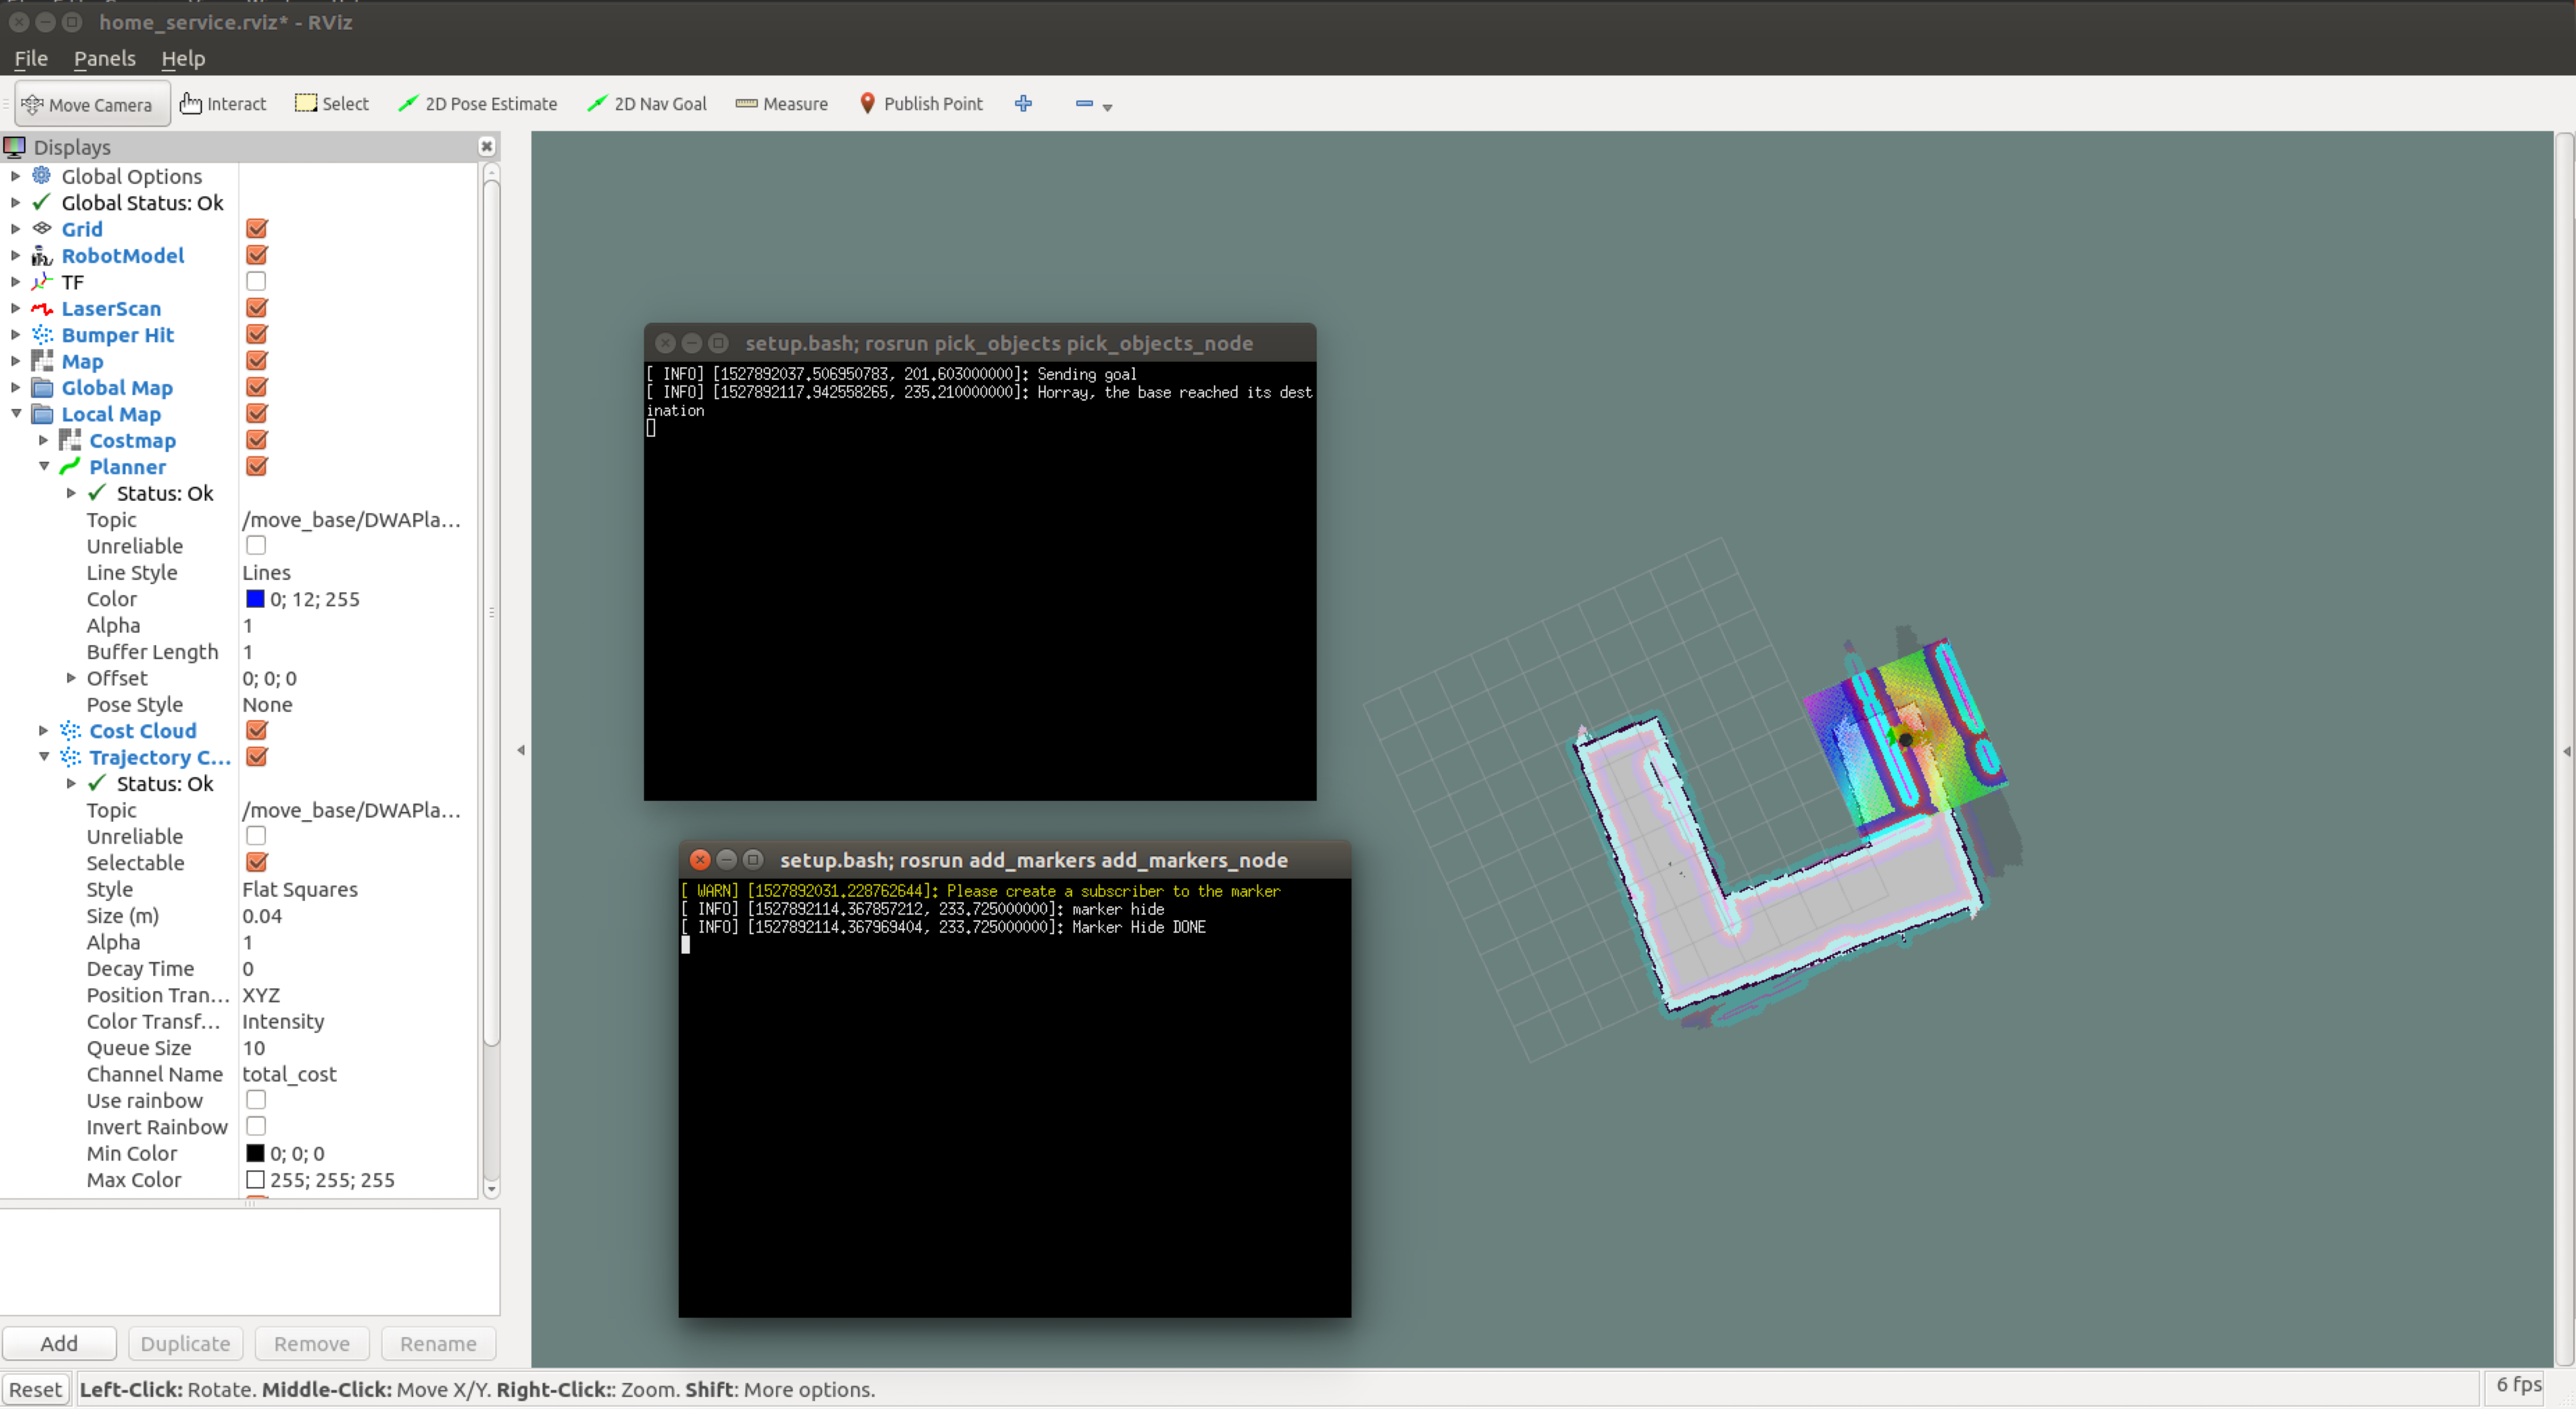 home_service.rviz* - RViz
File Panels Help
Move Camera Interact Select 2D Pose Estimate 2D Nav Goal Measure Publish Point
Displays
Global Options
Global Status: Ok
Grid
RobotModel
TF
LaserScan
Bumper Hit
Map
Global Map
Local Map
Costmap
Planner
Status: Ok
Topic /move_base/DWAPla...
Unreliable
Line Style Lines
Color 0; 12; 255
Alpha 1
Buffer Length 1
Offset 0; 0; 0
Pose Style None
Cost Cloud
Trajectory C...
Status: Ok
Topic /move_base/DWAPla...
Unreliable
Selectable
Style Flat Squares
Size (m) 0.04
Alpha 1
Decay Time 0
Position Tran... XYZ
Color Transf... Intensity
Queue Size 10
Channel Name total_cost
Use rainbow
Invert Rainbow
Min Color 0; 0; 0
Max Color 255; 255; 255
Add Duplicate Remove Rename
setup.bash; rosrun pick_objects pick_objects_node
[ INFO] [1527892037.506950783, 201.603000000]: Sending goal
[ INFO] [1527892117.942558265, 235.210000000]: Horray, the base reached its dest
ination
setup.bash; rosrun add_markers add_markers_node
[ WARN] [1527892031.228762644]: Please create a subscriber to the marker
[ INFO] [1527892114.367857212, 233.725000000]: marker hide
[ INFO] [1527892114.367969404, 233.725000000]: Marker Hide DONE
Reset Left-Click: Rotate. Middle-Click: Move X/Y. Right-Click:: Zoom. Shift: More options. 6 fps